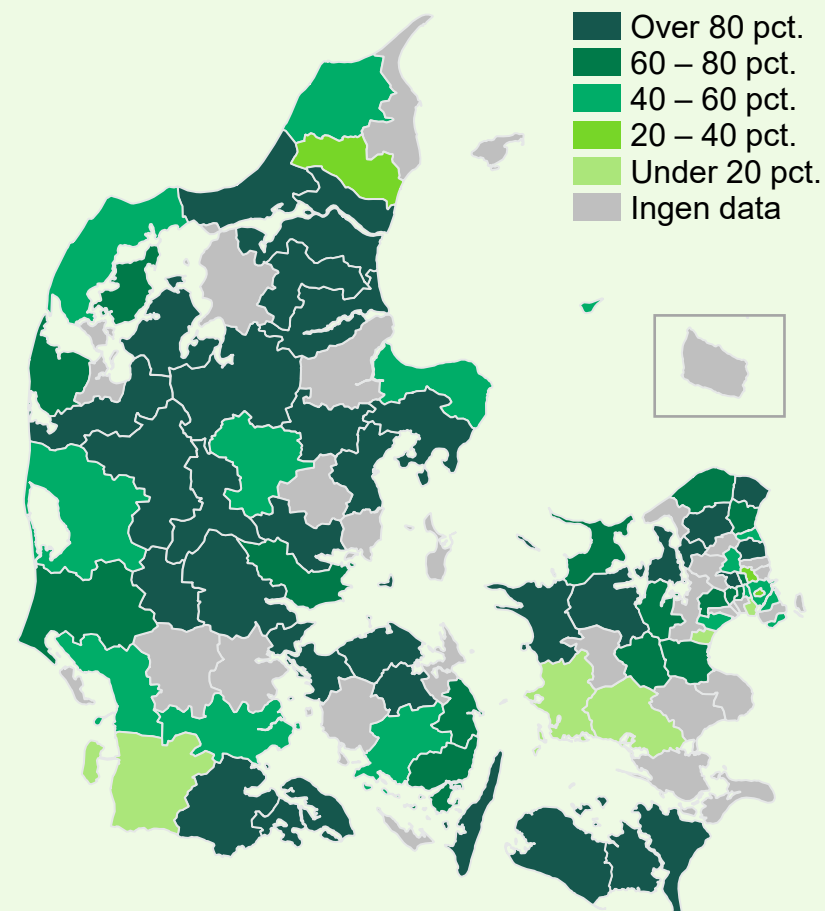 Over 80 pct.
60 – 80 pct.
40 – 60 pct.
20 – 40 pct.
Under 20 pct.
Ingen data